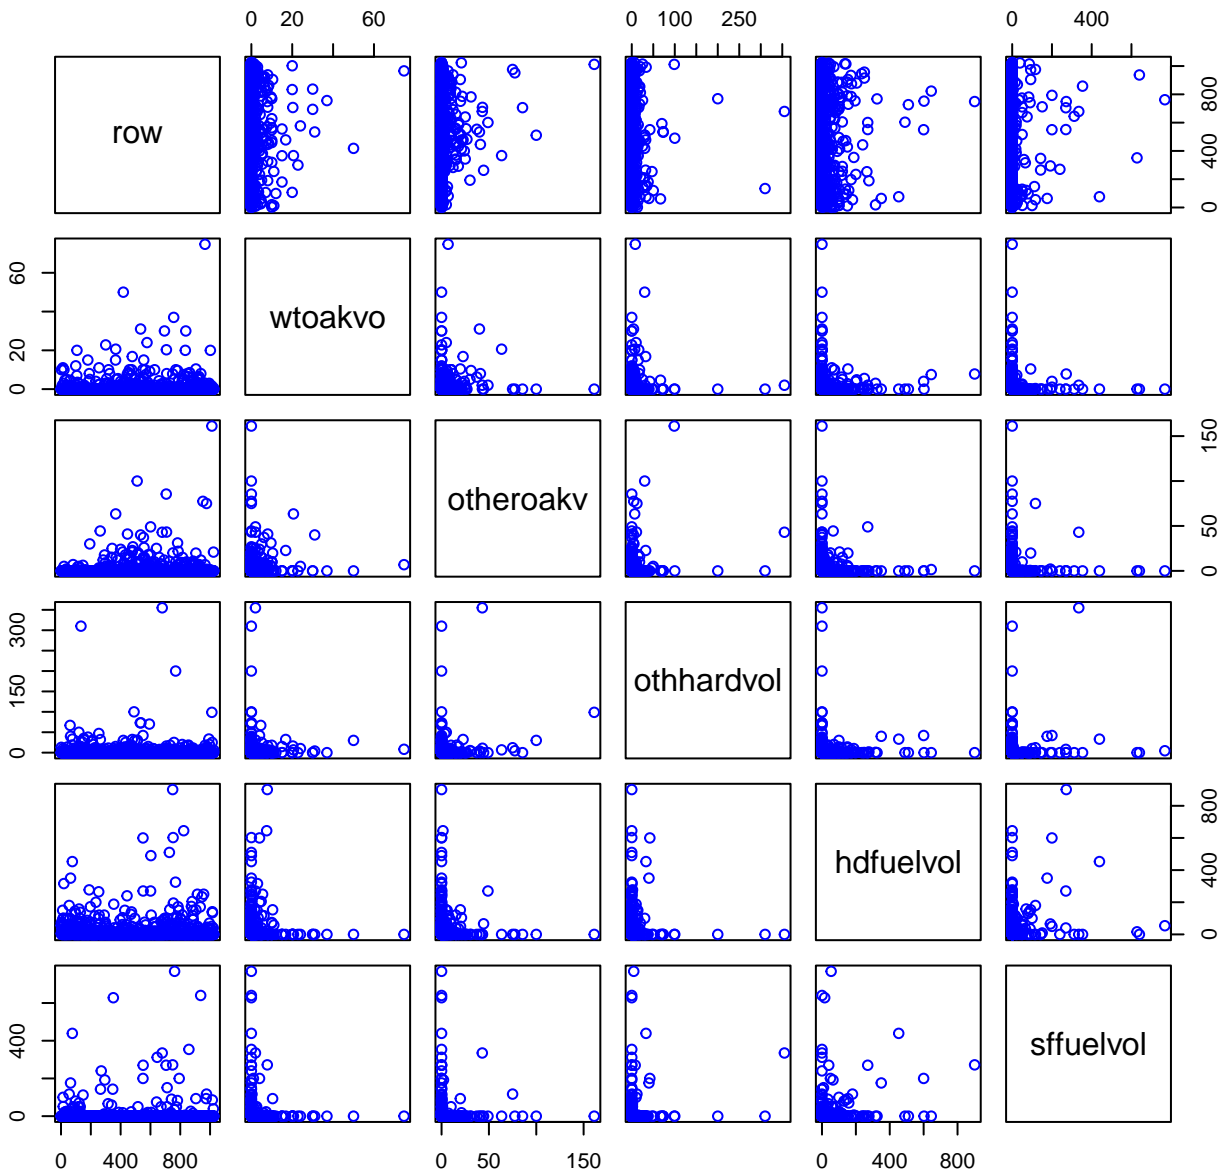 0 20 60 0 100 250 0 400
row 0 400 800
0 20 60 wtoakvo
otheroakv 0 50 150
0 150 300 othhardvol
hdfuelvol 0 400 800
0 400 sffuelvol
0 400 800 0 50 150 0 400 800